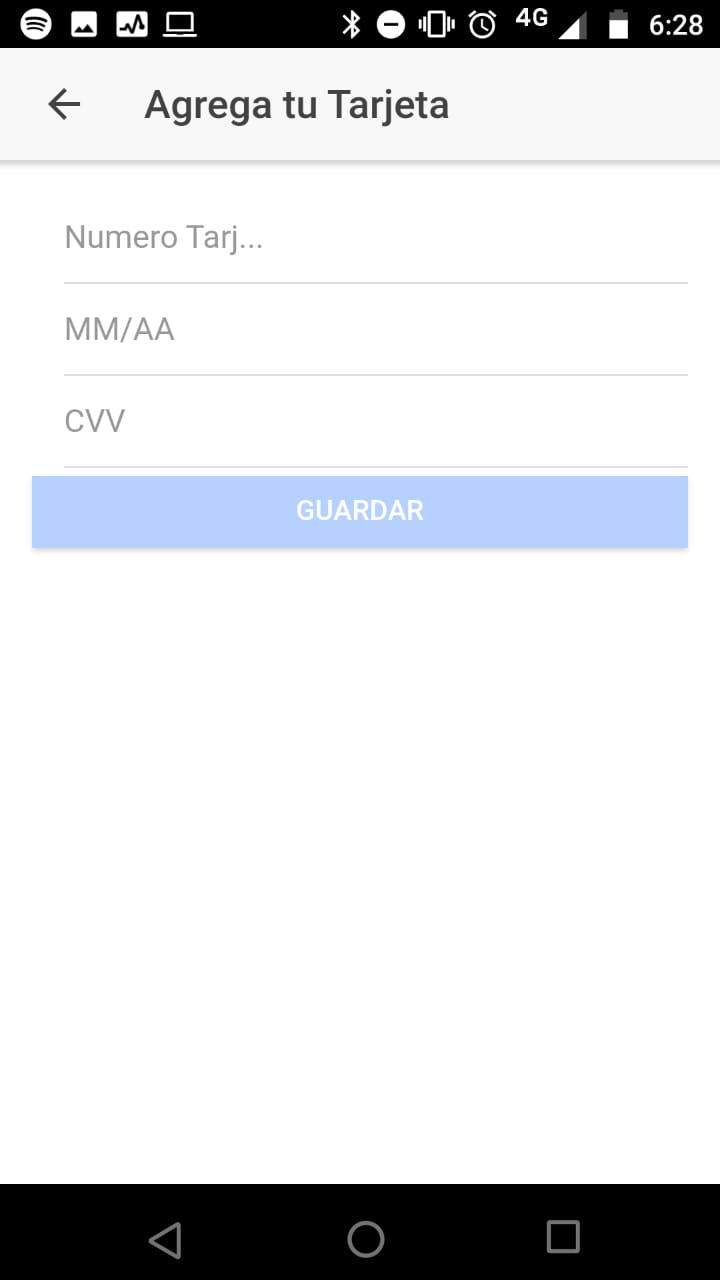 4G 6:28
Agrega tu Tarjeta
Numero Tarj...
MM/AA
CVV
GUARDAR